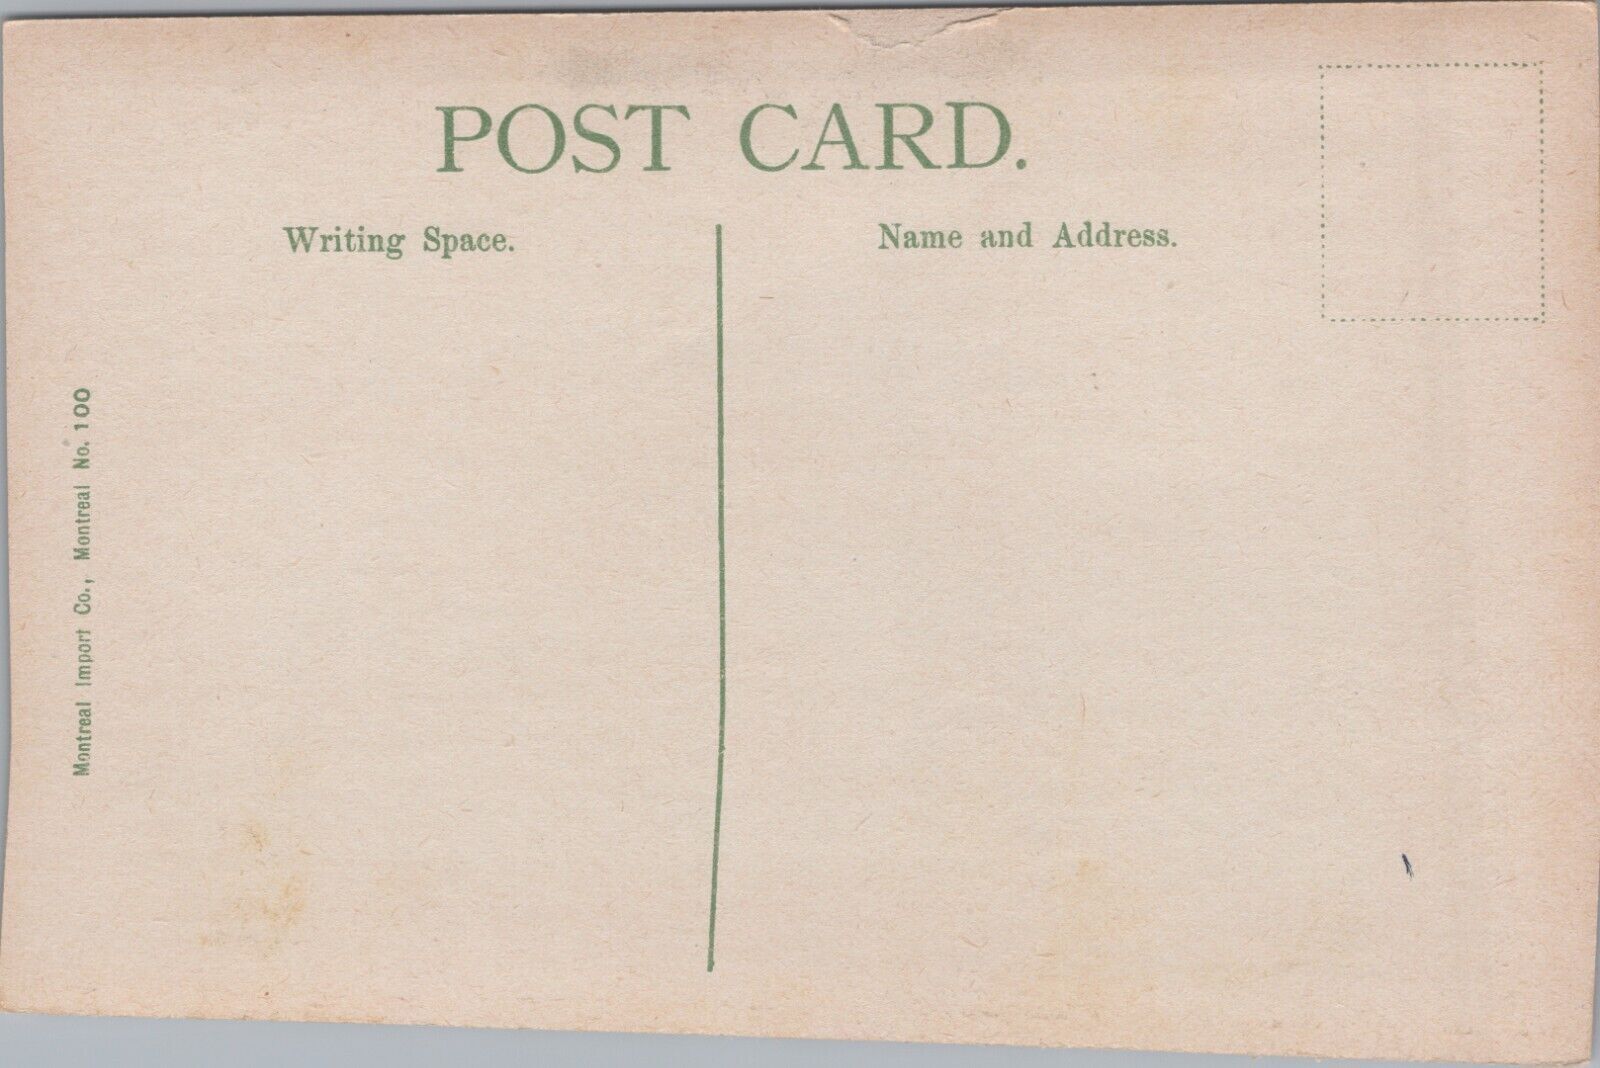 POST CARD.
Writing Space.
Name and Address.
Montreal Import Co., Montreal No. 100